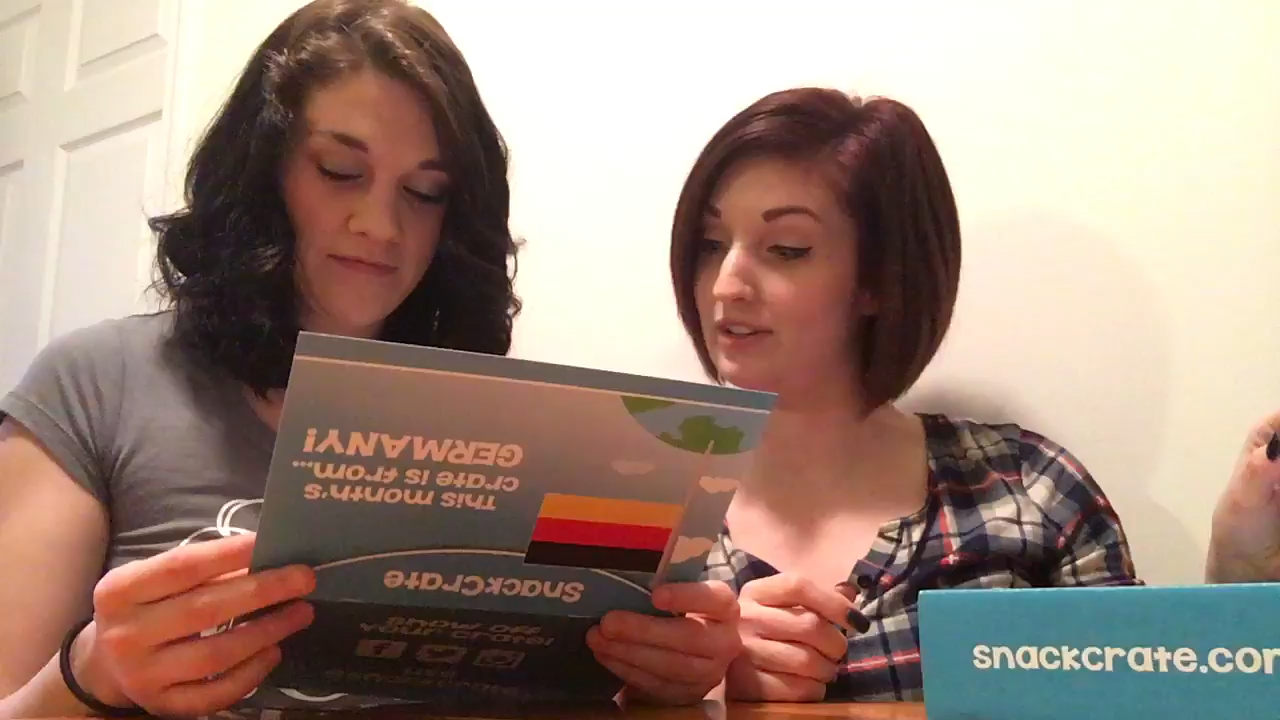 This month's
crate is from...
GERMANY!
SnackCrate
SHOW OFF
YOUR CRATE!
snackcrate.com